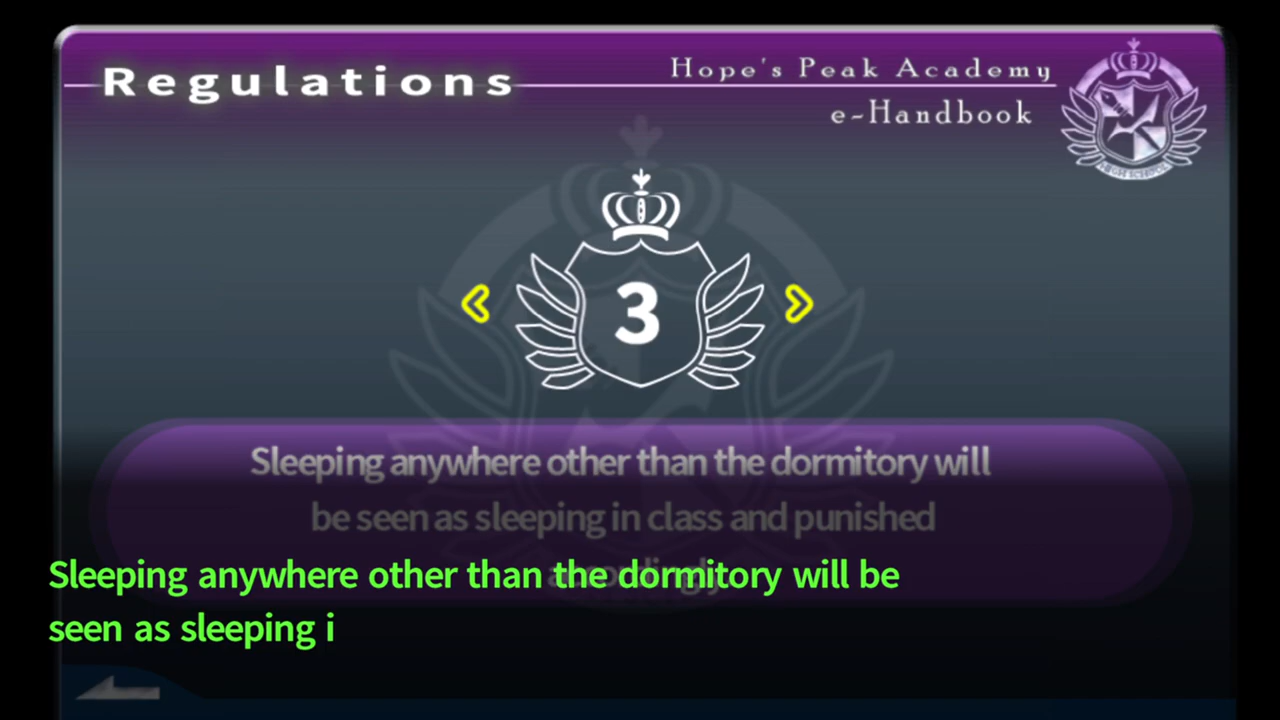 Regulations
Hope's Peak Academy
e-Handbook
3
Sleeping anywhere other than the dormitory will
be seen as sleeping in class and punished
accordingly.
Sleeping anywhere other than the dormitory will be
seen as sleeping i